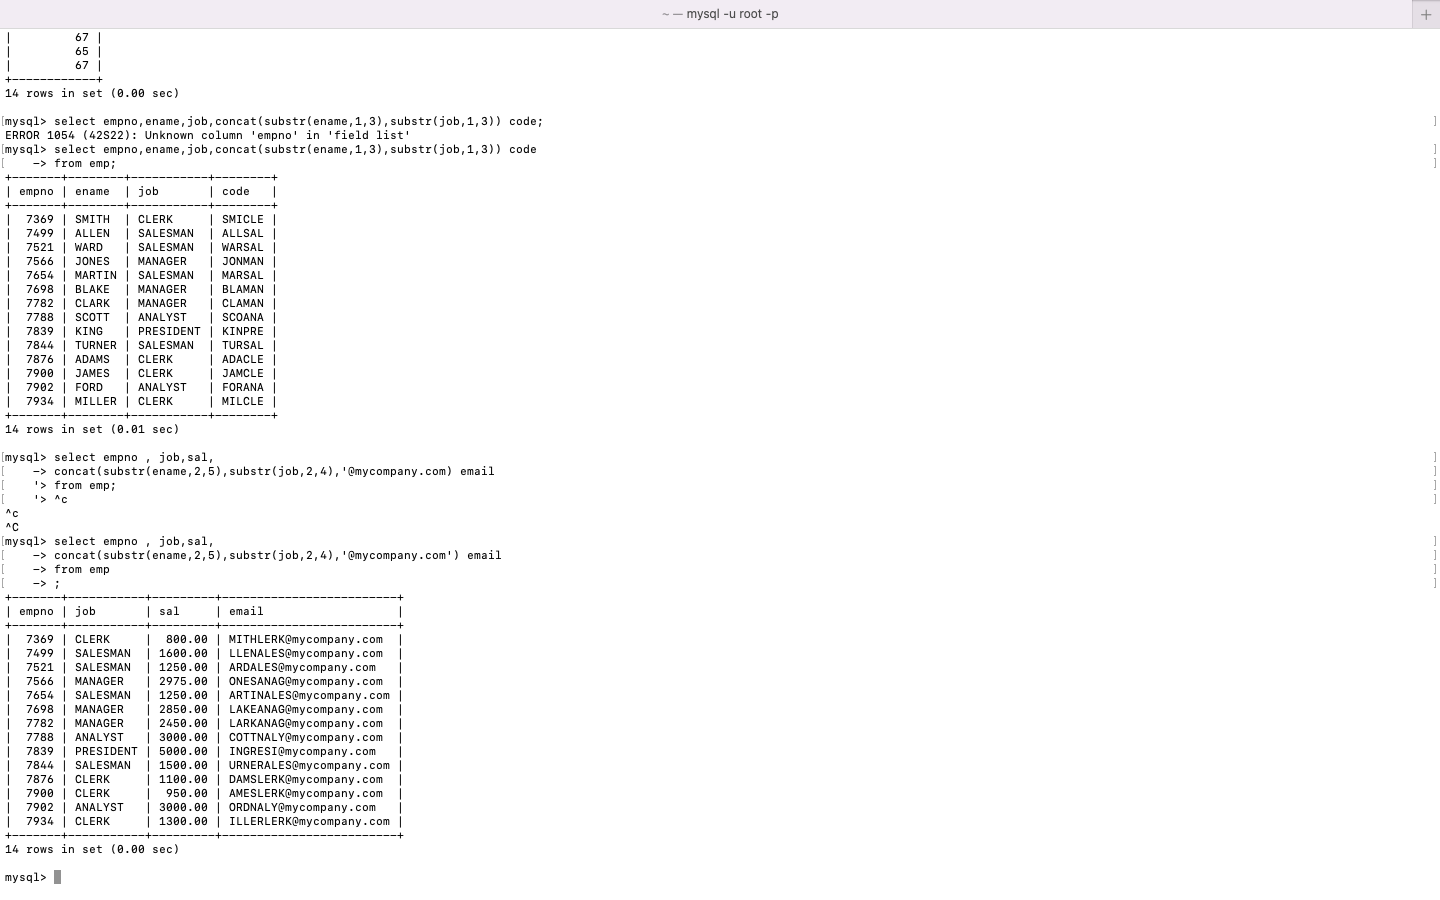 ~ — mysql -u root -p
+
|         67 |
|         65 |
|         67 |
+------------+
14 rows in set (0.00 sec)
[mysql> select empno,ename,job,concat(substr(ename,1,3),substr(job,1,3)) code; ]
ERROR 1054 (42S22): Unknown column 'empno' in 'field list'
[mysql> select empno,ename,job,concat(substr(ename,1,3),substr(job,1,3)) code ]
[    -> from emp; ]
+-------+--------+-----------+--------+
| empno | ename  | job       | code   |
+-------+--------+-----------+--------+
|  7369 | SMITH  | CLERK     | SMICLE |
|  7499 | ALLEN  | SALESMAN  | ALLSAL |
|  7521 | WARD   | SALESMAN  | WARSAL |
|  7566 | JONES  | MANAGER   | JONMAN |
|  7654 | MARTIN | SALESMAN  | MARSAL |
|  7698 | BLAKE  | MANAGER   | BLAMAN |
|  7782 | CLARK  | MANAGER   | CLAMAN |
|  7788 | SCOTT  | ANALYST   | SCOANA |
|  7839 | KING   | PRESIDENT | KINPRE |
|  7844 | TURNER | SALESMAN  | TURSAL |
|  7876 | ADAMS  | CLERK     | ADACLE |
|  7900 | JAMES  | CLERK     | JAMCLE |
|  7902 | FORD   | ANALYST   | FORANA |
|  7934 | MILLER | CLERK     | MILCLE |
+-------+--------+-----------+--------+
14 rows in set (0.01 sec)
[mysql> select empno , job,sal, ]
[    -> concat(substr(ename,2,5),substr(job,2,4),'@mycompany.com) email ]
[    '> from emp; ]
[    '> ^c ]
^c
^C
[mysql> select empno , job,sal, ]
[    -> concat(substr(ename,2,5),substr(job,2,4),'@mycompany.com') email ]
[    -> from emp ]
[    -> ; ]
+-------+-----------+---------+-------------------------+
| empno | job       | sal     | email                   |
+-------+-----------+---------+-------------------------+
|  7369 | CLERK     |  800.00 | MITHLERK@mycompany.com  |
|  7499 | SALESMAN  | 1600.00 | LLENALES@mycompany.com  |
|  7521 | SALESMAN  | 1250.00 | ARDALES@mycompany.com   |
|  7566 | MANAGER   | 2975.00 | ONESANAG@mycompany.com  |
|  7654 | SALESMAN  | 1250.00 | ARTINALES@mycompany.com |
|  7698 | MANAGER   | 2850.00 | LAKEANAG@mycompany.com  |
|  7782 | MANAGER   | 2450.00 | LARKANAG@mycompany.com  |
|  7788 | ANALYST   | 3000.00 | COTTNALY@mycompany.com  |
|  7839 | PRESIDENT | 5000.00 | INGRESI@mycompany.com   |
|  7844 | SALESMAN  | 1500.00 | URNERALES@mycompany.com |
|  7876 | CLERK     | 1100.00 | DAMSLERK@mycompany.com  |
|  7900 | CLERK     |  950.00 | AMESLERK@mycompany.com  |
|  7902 | ANALYST   | 3000.00 | ORDNALY@mycompany.com   |
|  7934 | CLERK     | 1300.00 | ILLERLERK@mycompany.com |
+-------+-----------+---------+-------------------------+
14 rows in set (0.00 sec)
mysql>